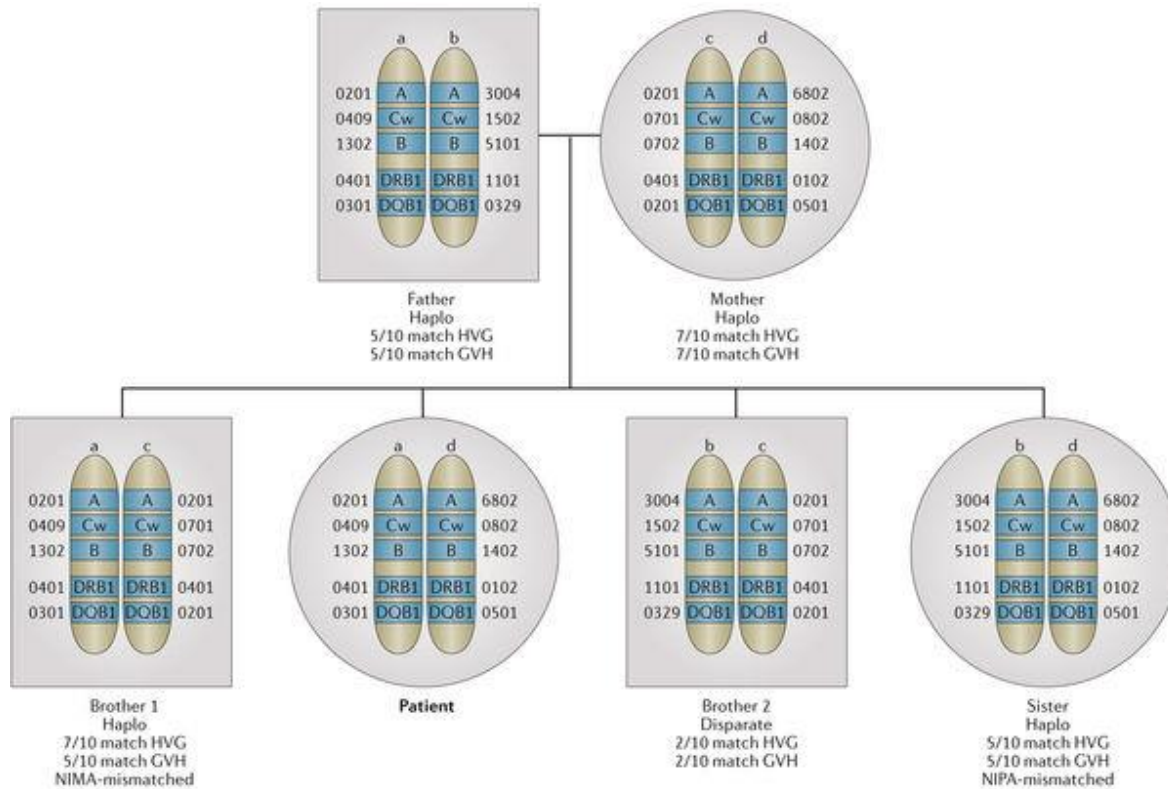 a b
0201 A A 3004
0409 Cw Cw 1502
1302 B B 5101
0401 DRB1 DRB1 1101
0301 DQB1 DQB1 0329
Father
Haplo
5/10 match HVG
5/10 match GVH
c d
0201 A A 6802
0701 Cw Cw 0802
0702 B B 1402
0401 DRB1 DRB1 0102
0201 DQB1 DQB1 0501
Mother
Haplo
7/10 match HVG
7/10 match GVH
a c
0201 A A 0201
0409 Cw Cw 0701
1302 B B 0702
0401 DRB1 DRB1 0401
0301 DQB1 DQB1 0201
Brother 1
Haplo
7/10 match HVG
5/10 match GVH
NIMA-mismatched
a d
0201 A A 6802
0409 Cw Cw 0802
1302 B B 1402
0401 DRB1 DRB1 0102
0301 DQB1 DQB1 0501
Patient
b c
3004 A A 0201
1502 Cw Cw 0701
5101 B B 0702
1101 DRB1 DRB1 0401
0329 DQB1 DQB1 0201
Brother 2
Disparate
2/10 match HVG
2/10 match GVH
b d
3004 A A 6802
1502 Cw Cw 0802
5101 B B 1402
1101 DRB1 DRB1 0102
0329 DQB1 DQB1 0501
Sister
Haplo
5/10 match HVG
5/10 match GVH
NIPA-mismatched